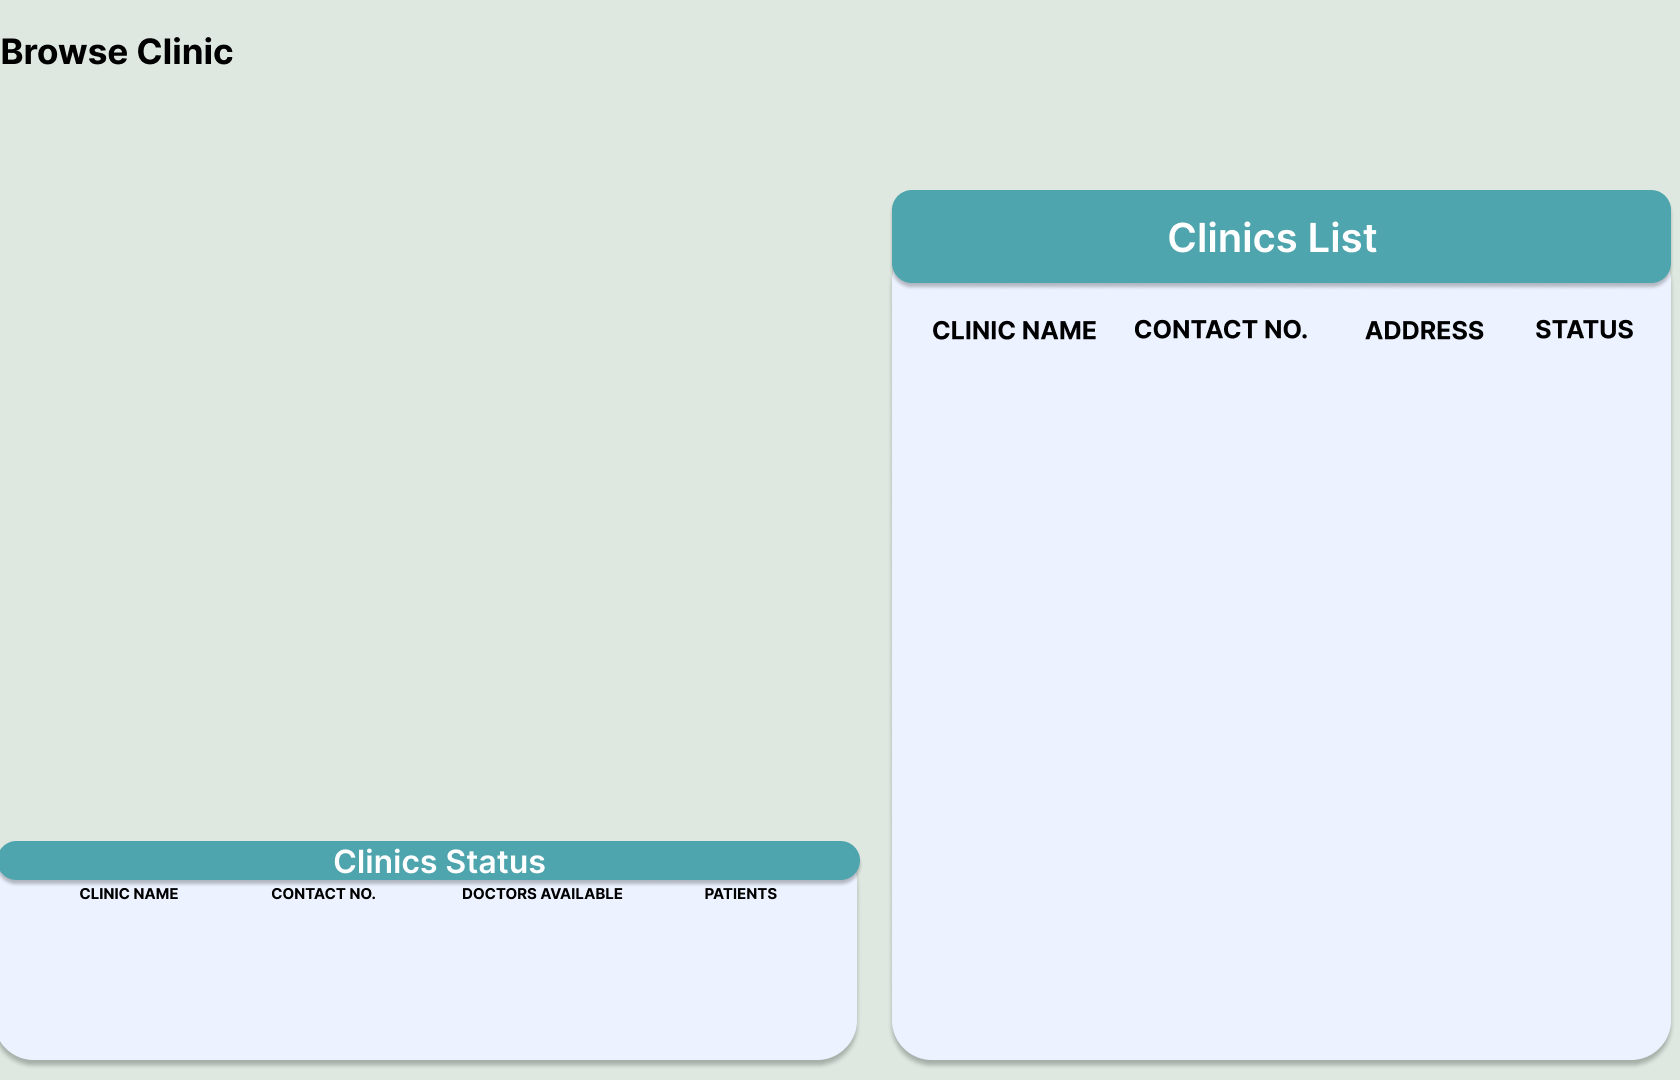 Browse Clinic
Clinics List
CLINIC NAME CONTACT NO. ADDRESS STATUS
Clinics Status
CLINIC NAME CONTACT NO. DOCTORS AVAILABLE PATIENTS